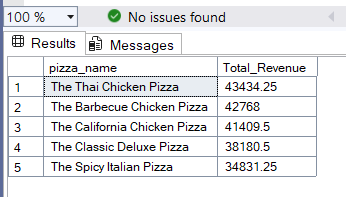 100 % No issues found
Results Messages
pizza_name Total_Revenue
1 The Thai Chicken Pizza 43434.25
2 The Barbecue Chicken Pizza 42768
3 The California Chicken Pizza 41409.5
4 The Classic Deluxe Pizza 38180.5
5 The Spicy Italian Pizza 34831.25